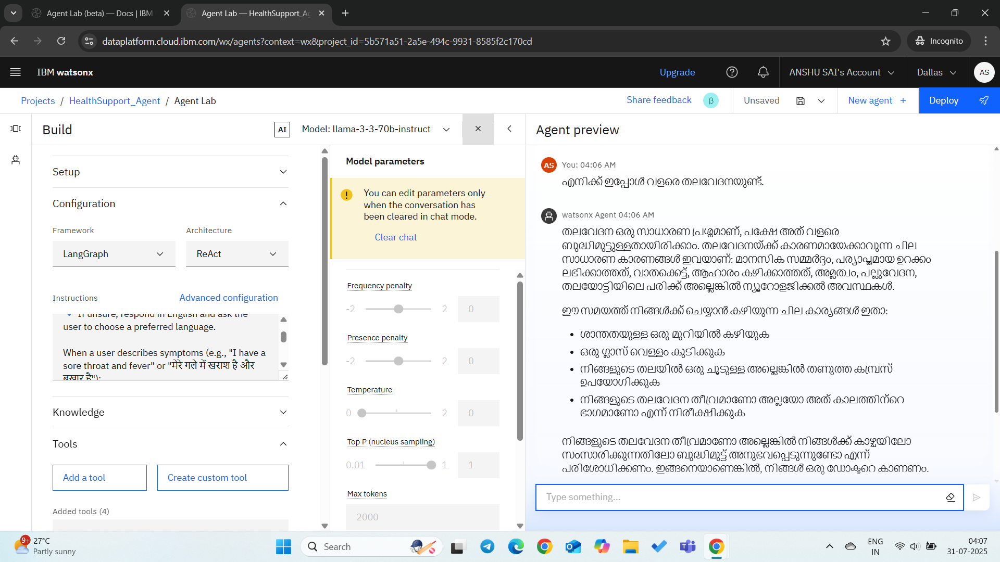 Agent Lab (beta) — Docs | IBM
Agent Lab — HealthSupport_Ag
dataplatform.cloud.ibm.com/wx/agents?context=wx&project_id=5b571a51-2a5e-494c-9931-8585f2c170cd
Incognito
IBM watsonx
Upgrade
ANSHU SAI's Account
Dallas
AS
Projects / HealthSupport_Agent / Agent Lab
Share feedback
β
Unsaved
New agent +
Deploy
Build
AI
Model: llama-3-3-70b-instruct
Setup
Configuration
Framework
Architecture
LangGraph
ReAct
Instructions
Advanced configuration
If unsure, respond in English and ask the
user to choose a preferred language.
When a user describes symptoms (e.g., "I have a
sore throat and fever" or "मेरे गले में खराश है और
बुखार है"):
Knowledge
Tools
Add a tool
Create custom tool
Added tools (4)
Model parameters
You can edit parameters only
when the conversation has
been cleared in chat mode.
Clear chat
Frequency penalty
-2
2
0
Presence penalty
-2
2
0
Temperature
0
2
0
Top P (nucleus sampling)
0.01
1
1
Max tokens
2000
Agent preview
AS
You: 04:06 AM
എനിക്ക് ഇപ്പോൾ വളരെ തലവേദനയുണ്ട്.
watsonx Agent 04:06 AM
തലവേദന ഒരു സാധാരണ പ്രശ്നമാണ്, പക്ഷേ അത് വളരെ
ബുദ്ധിമുട്ടുള്ളതായിരിക്കാം. തലവേദനയ്ക്ക് കാരണമായേക്കാവുന്ന ചില
സാധാരണ കാരണങ്ങൾ ഇവയാണ്: മാനസിക സമ്മർദ്ദം, പര്യാപ്തമായ ഉറക്കം
ലഭിക്കാത്തത്, വാതക്കെട്ട്, ആഹാരം കഴിക്കാത്തത്, അമ്ലത്വം, പല്ലുവേദന,
തലയോട്ടിയിലെ പരിക്ക് അല്ലെങ്കിൽ ന്യൂറോളജിക്കൽ അവസ്ഥകൾ.
ഈ സമയത്ത് നിങ്ങൾക്ക് ചെയ്യാൻ കഴിയുന്ന ചില കാര്യങ്ങൾ ഇതാ:
• ശാന്തതയുള്ള ഒരു മുറിയിൽ കഴിയുക
• ഒരു ഗ്ലാസ് വെള്ളം കുടിക്കുക
• നിങ്ങളുടെ തലയിൽ ഒരു ചൂടുള്ള അല്ലെങ്കിൽ തണുത്ത കമ്പ്രസ്
ഉപയോഗിക്കുക
• നിങ്ങളുടെ തലവേദന തീവ്രമാണോ അല്ലയോ അത് കാലത്തിന്റെ
ഭാഗമാണോ എന്ന് നിരീക്ഷിക്കുക
നിങ്ങളുടെ തലവേദന തീവ്രമാണോ അല്ലെങ്കിൽ നിങ്ങൾക്ക് കാഴ്ചയിലോ
സംസാരിക്കുന്നതിലോ ബുദ്ധിമുട്ട് അനുഭവപ്പെടുന്നുണ്ടോ എന്ന്
പരിശോധിക്കണം. ഇങ്ങനെയാണെങ്കിൽ, നിങ്ങൾ ഒരു ഡോക്ടറെ കാണണം.
Type something...
9+
27°C
Partly sunny
Search
ENG
IN
04:07
31-07-2025